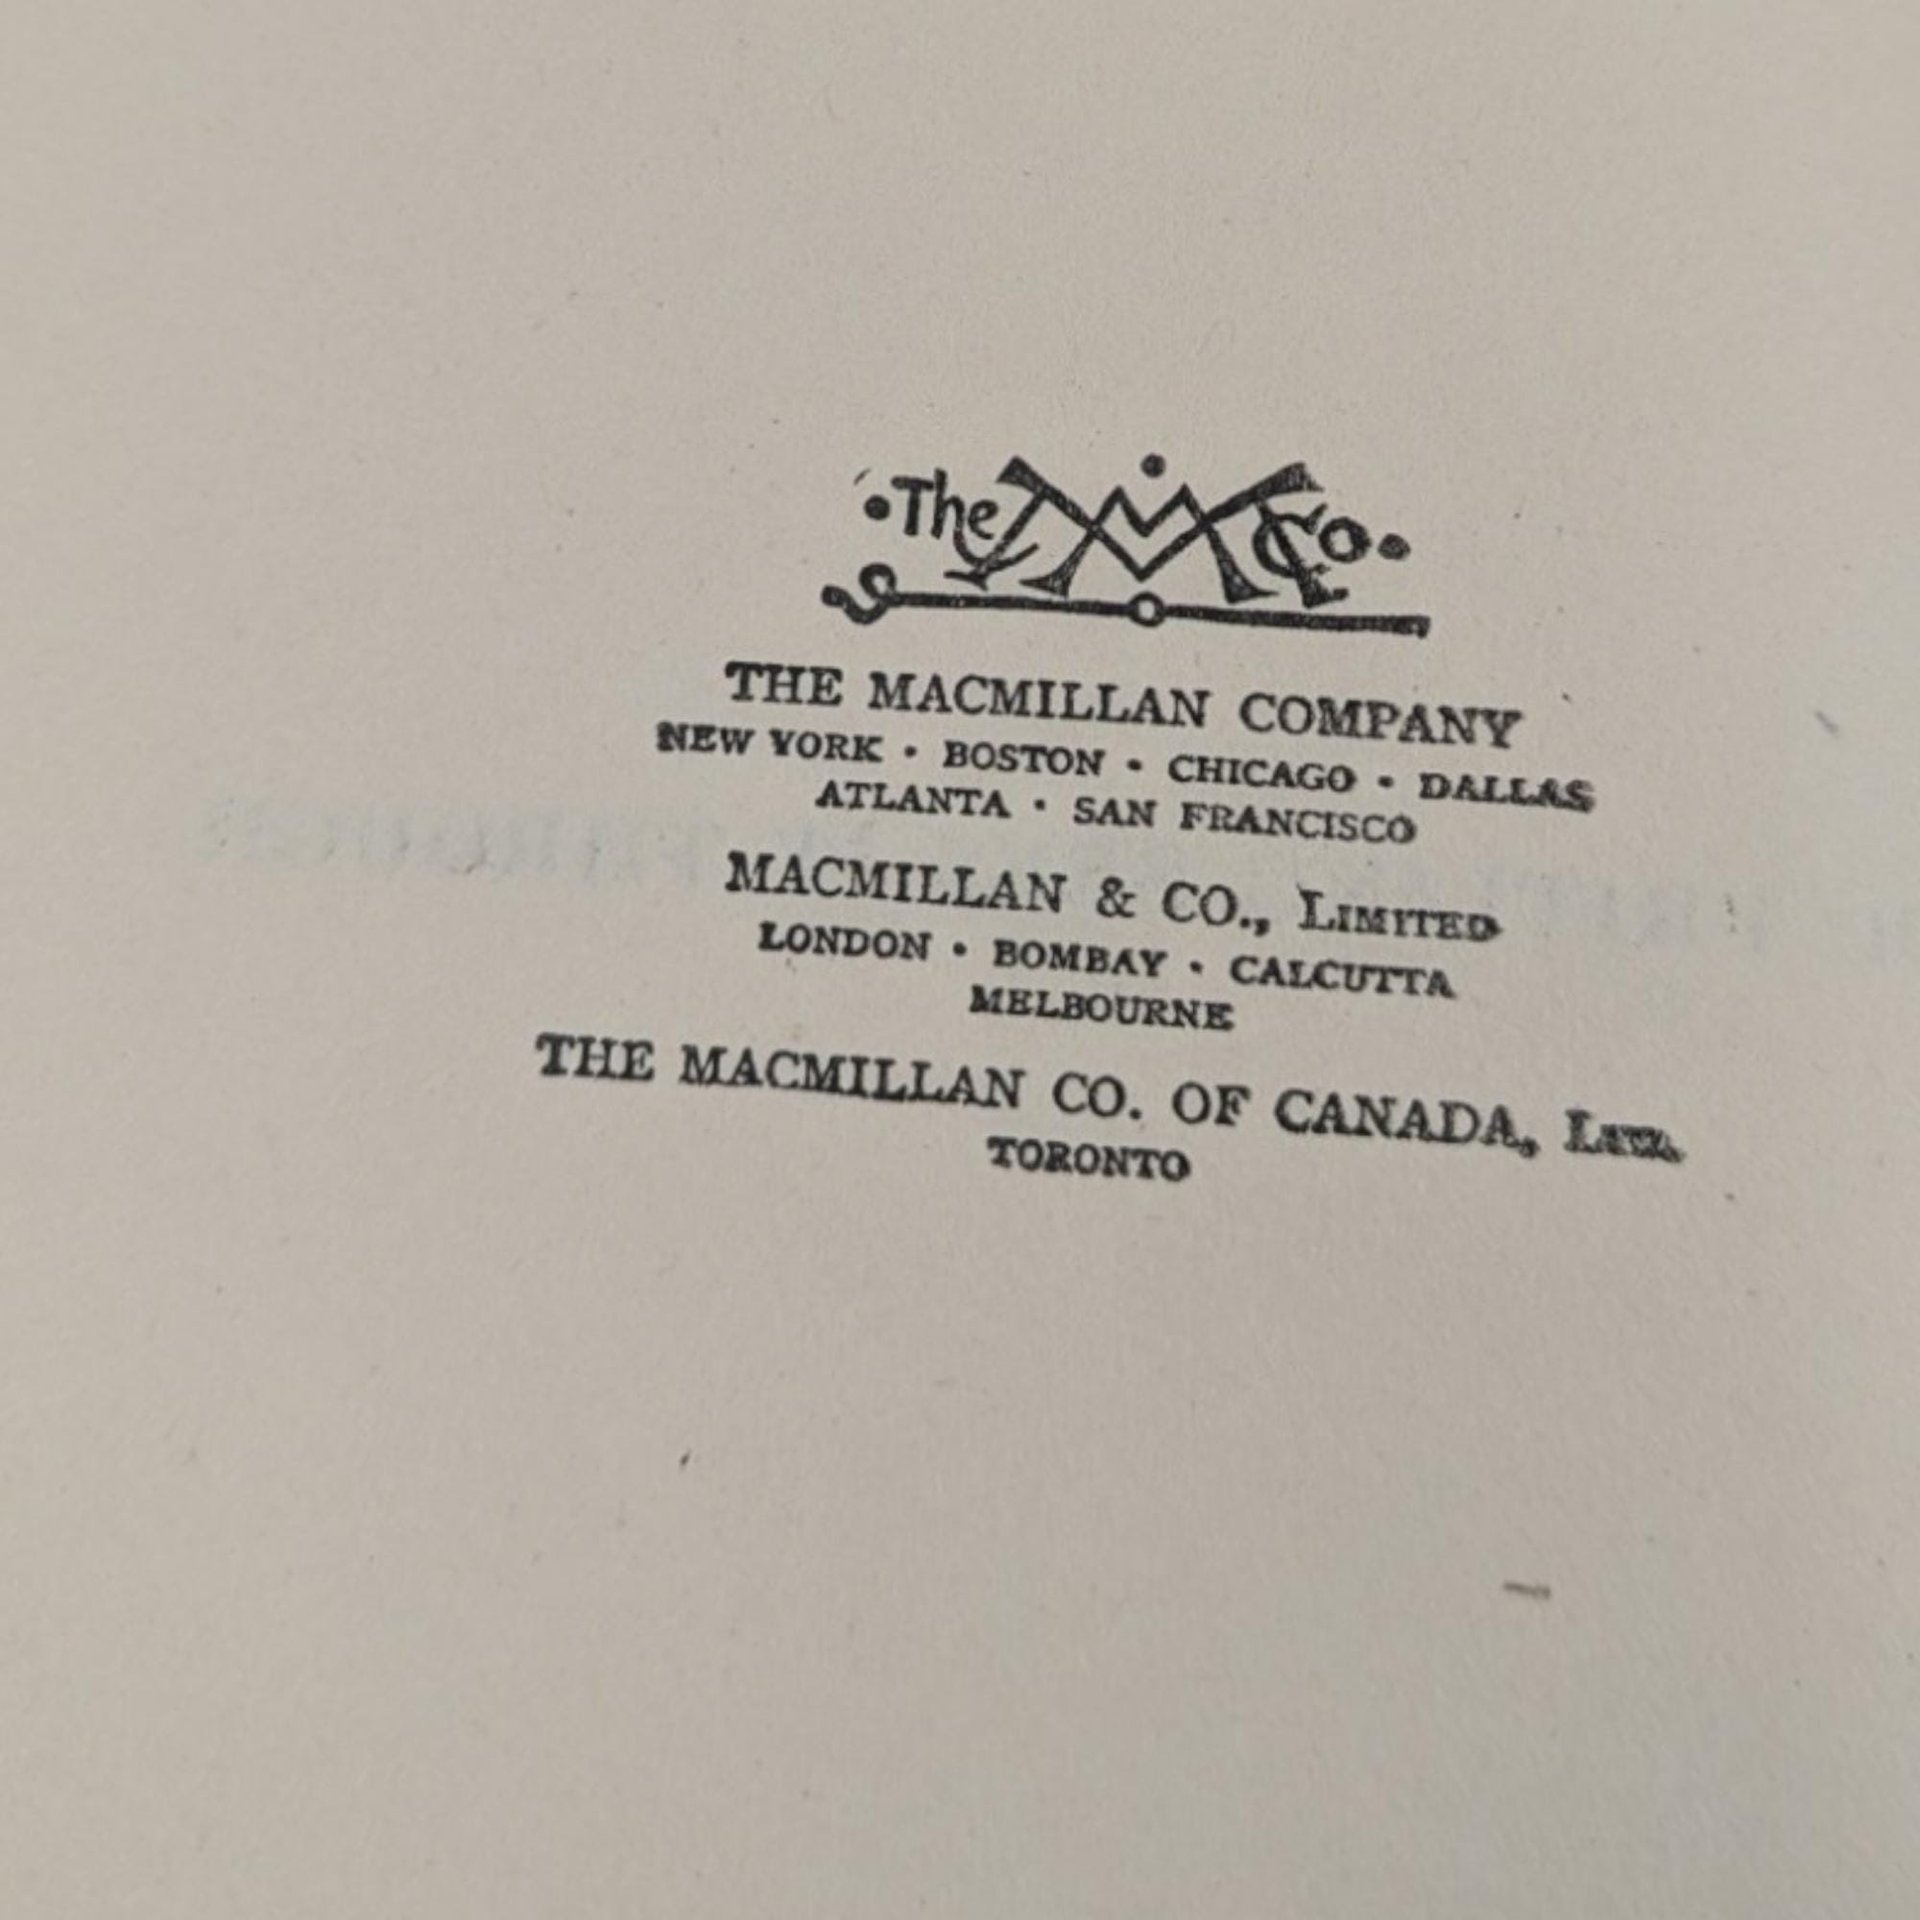 The M Co.
THE MACMILLAN COMPANY
NEW YORK · BOSTON · CHICAGO · DALLAS
ATLANTA · SAN FRANCISCO
MACMILLAN & CO., LIMITED
LONDON · BOMBAY · CALCUTTA
MELBOURNE
THE MACMILLAN CO. OF CANADA, LTD.
TORONTO